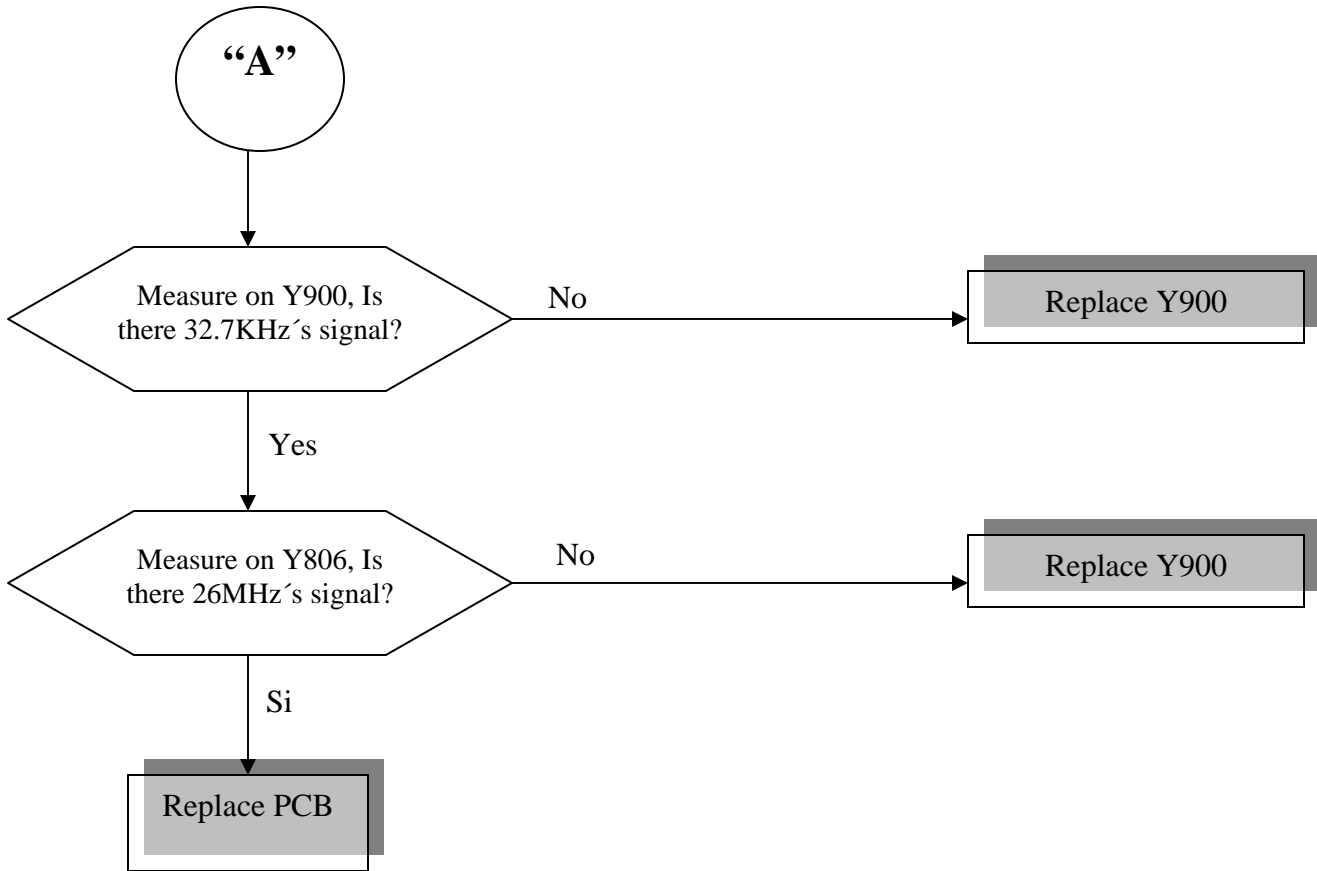 “A”
Measure on Y900, Is
there 32.7KHz´s signal?
No
Replace Y900
Yes
Measure on Y806, Is
there 26MHz´s signal?
No
Replace Y900
Si
Replace PCB